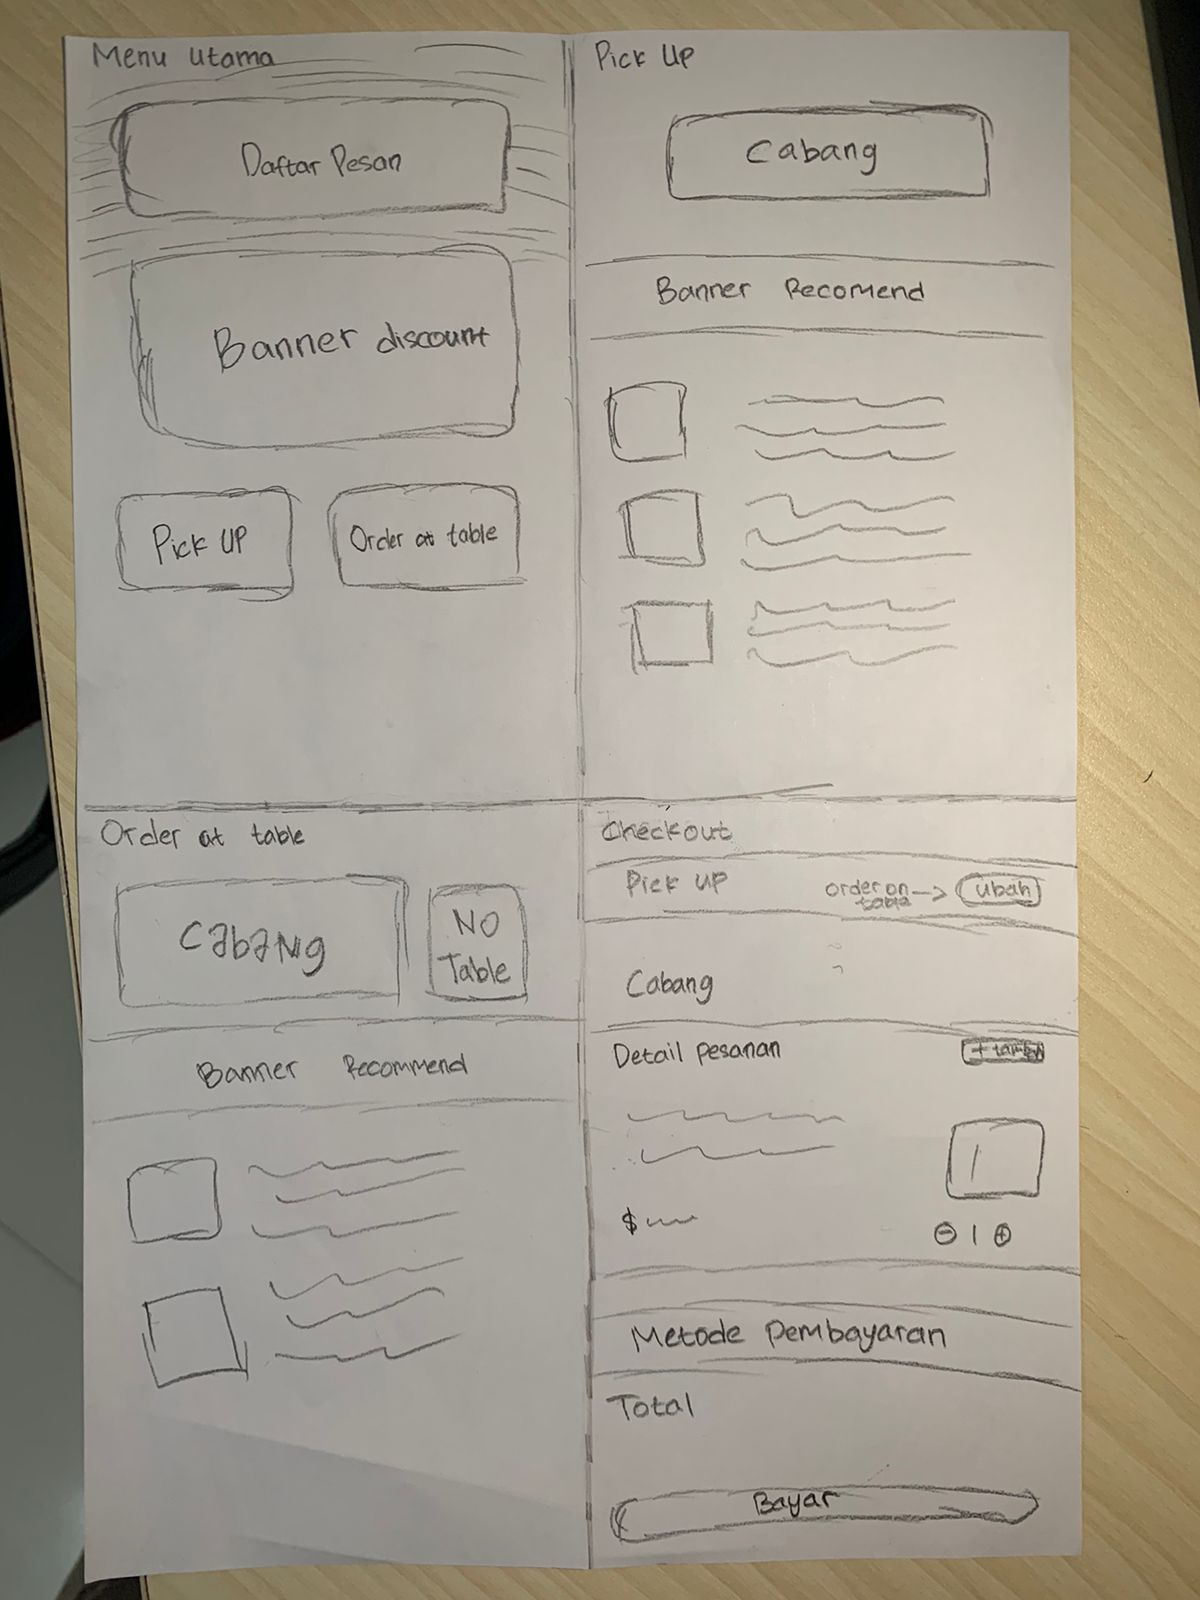 Menu Utama
Daftar Pesan
Banner discount
Pick UP
Order at table
Pick Up
Cabang
Banner Recomend
Order at table
Cabang
NO
Table
Banner Recommend
Checkout
Pick UP
order on
table
Ubah
Cabang
Detail pesanan
$
- 1 +
Metode pembayaran
Total
Bayar